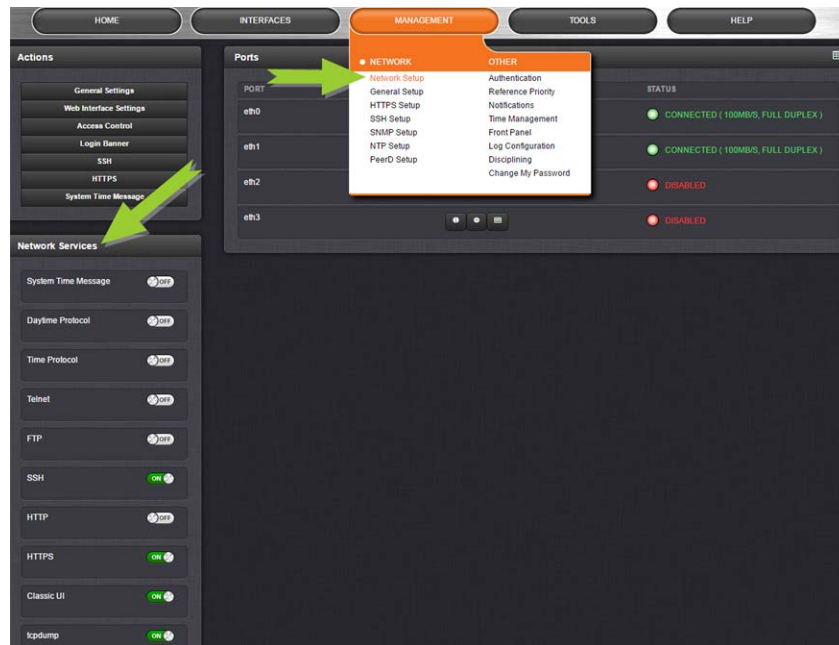 HOME INTERFACES MANAGEMENT TOOLS HELP
Actions
General Settings
Web Interface Settings
Access Control
Login Banner
SSH
HTTPS
System Time Message
Network Services
System Time Message OFF
Daytime Protocol OFF
Time Protocol OFF
Telnet OFF
FTP OFF
SSH ON
HTTP OFF
HTTPS ON
Classic UI ON
tcpdump ON
NETWORK
Network Setup
General Setup
HTTPS Setup
SSH Setup
SNMP Setup
NTP Setup
PeerD Setup
OTHER
Authentication
Reference Priority
Notifications
Time Management
Front Panel
Log Configuration
Disciplining
Change My Password
Ports
PORT STATUS
eth0 CONNECTED ( 100MB/S, FULL DUPLEX )
eth1 CONNECTED ( 100MB/S, FULL DUPLEX )
eth2 DISABLED
eth3 DISABLED